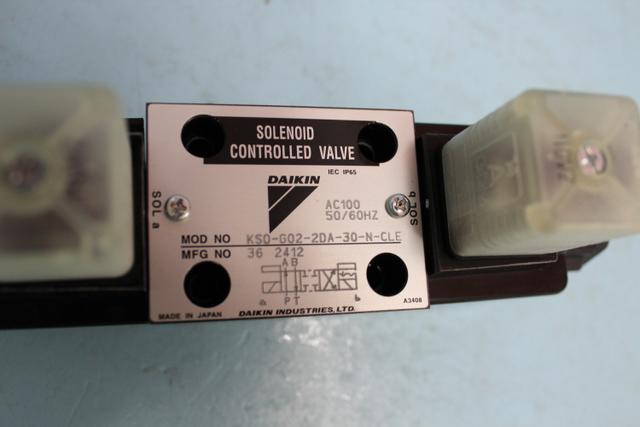 SOLENOID
CONTROLLED VALVE
IEC IP65
DAIKIN
SOL a
SOL b
AC100
50/60HZ
MOD NO KSO-G02-2DA-30-N-CLE
MFG NO 36 2412
A B
a P T b
MADE IN JAPAN DAIKIN INDUSTRIES, LTD. A3408